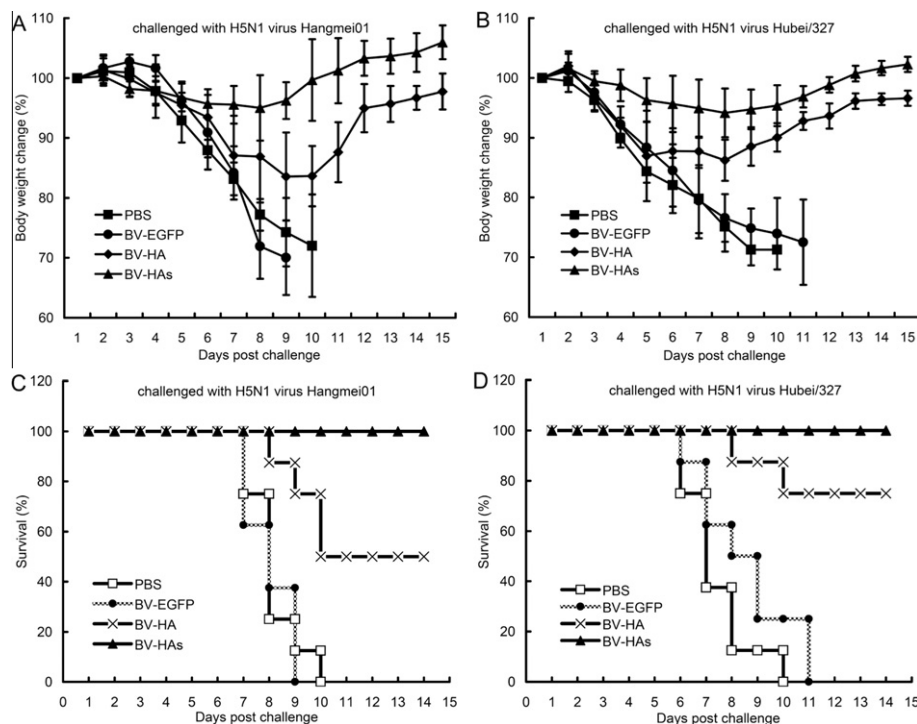 A
challenged with H5N1 virus Hangmei01
Body weight change (%)
110
100
90
80
70
60
PBS
BV-EGFP
BV-HA
BV-HAs
1 2 3 4 5 6 7 8 9 10 11 12 13 14 15
Days post challenge
B
challenged with H5N1 virus Hubei/327
Body weight change (%)
110
100
90
80
70
60
PBS
BV-EGFP
BV-HA
BV-HAs
1 2 3 4 5 6 7 8 9 10 11 12 13 14 15
Days post challenge
C
challenged with H5N1 virus Hangmei01
Survival (%)
120
100
80
60
40
20
0
PBS
BV-EGFP
BV-HA
BV-HAs
0 1 2 3 4 5 6 7 8 9 10 11 12 13 14 15
Days post challenge
D
challenged with H5N1 virus Hubei/327
Survival (%)
120
100
80
60
40
20
0
PBS
BV-EGFP
BV-HA
BV-HAs
0 1 2 3 4 5 6 7 8 9 10 11 12 13 14 15
Days post challenge